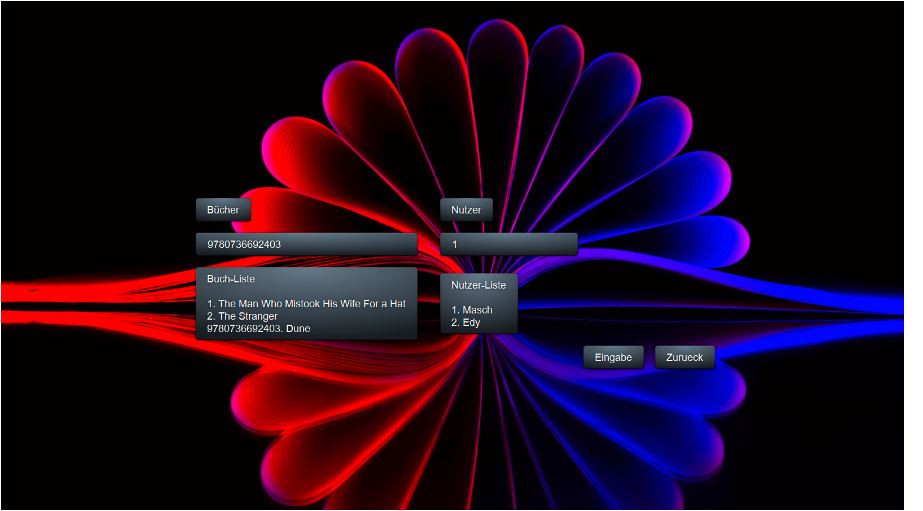 Bücher
Nutzer
9780736692403
1
Buch-Liste
1. The Man Who Mistook His Wife For a Hat
2. The Stranger
9780736692403. Dune
Nutzer-Liste
1. Masch
2. Edy
Eingabe
Zurueck